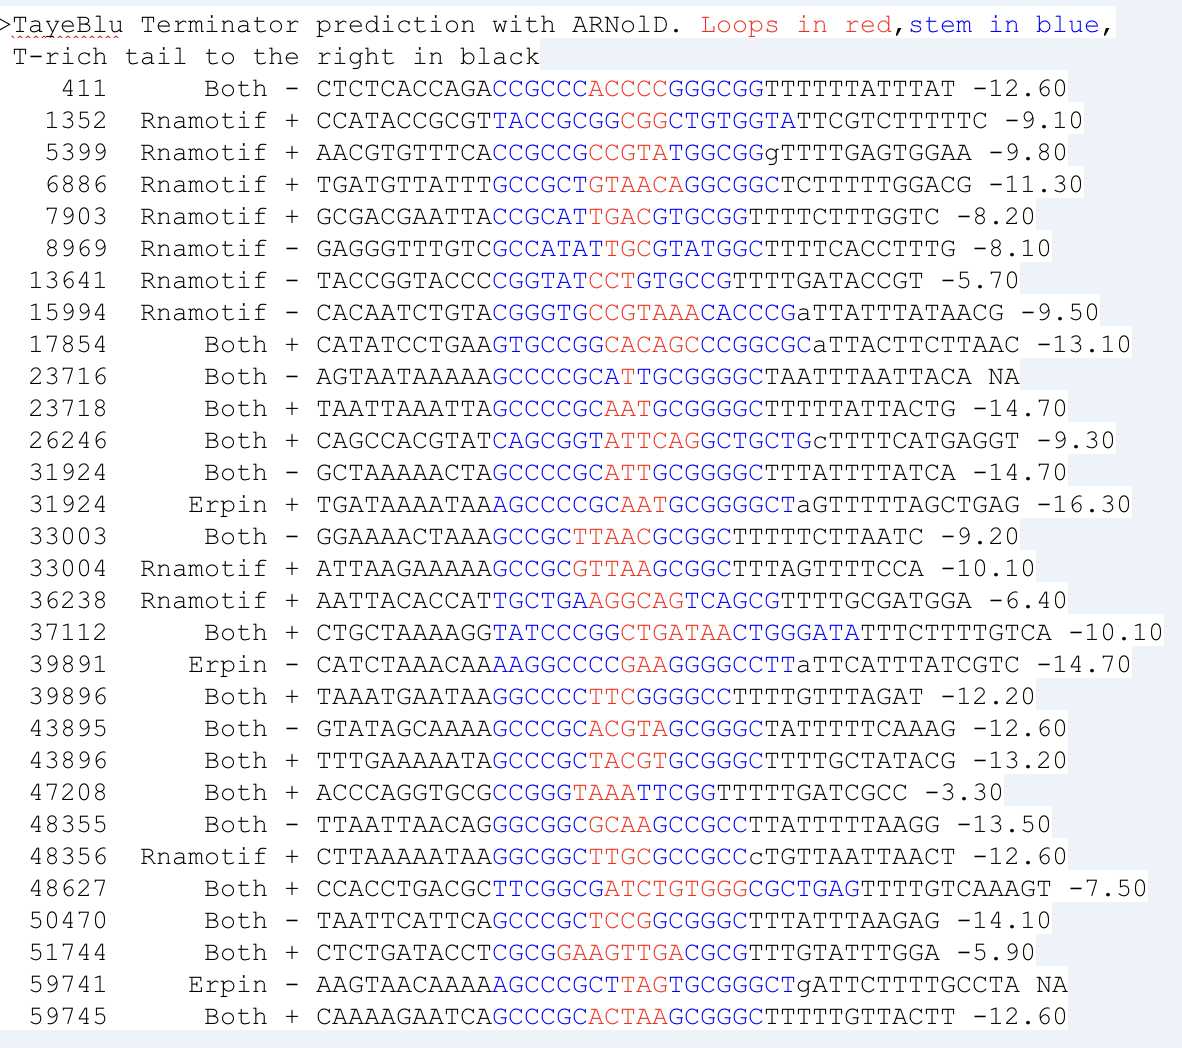 >TayeBlu Terminator prediction with ARNolD. Loops in red,stem in blue,
T-rich tail to the right in black
411 Both - CTCTCACCAGACCGCCCACCCCGGGCGGTTTTTTATTTAT -12.60
1352 Rnamotif + CCATACCGCGTTACCGCGGCGGCTGTGGTATTCGTCTTTTTC -9.10
5399 Rnamotif + AACGTGTTTCACCGCCGCCGTATGGCGGgTTTTGAGTGGAA -9.80
6886 Rnamotif + TGATGTTATTTGCCGCTGTAACAGGCGGCTCTTTTTGGACG -11.30
7903 Rnamotif + GCGACGAATTACCGCATTGACGTGCGGTTTTCTTTGGTC -8.20
8969 Rnamotif - GAGGGTTTGTCGCCATATTGCGTATGGCTTTTCACCTTTG -8.10
13641 Rnamotif - TACCGGTACCCCGGTATCCTGTGCCGTTTTGATACCGT -5.70
15994 Rnamotif - CACAATCTGTACGGGTGCCGTAAACACCCGaTTATTTATAACG -9.50
17854 Both + CATATCCTGAAGTGCCGGCACAGCCCGGCGCaTTACTTCTTAAC -13.10
23716 Both - AGTAATAAAAAGCCCCGCATTGCGGGGCTAATTTAATTACA NA
23718 Both + TAATTAAATTAGCCCCGCAATGCGGGGCTTTTTATTACTG -14.70
26246 Both + CAGCCACGTATCAGCGGTATTCAGGCTGCTGcTTTTCATGAGGT -9.30
31924 Both - GCTAAAAACTAGCCCCGCATTGCGGGGCTTTATTTTATCA -14.70
31924 Erpin + TGATAAAATAAAGCCCCGCAATGCGGGGCTaGTTTTTAGCTGAG -16.30
33003 Both - GGAAAACTAAAGCCGCTTAACGCGGCTTTTTCTTAATC -9.20
33004 Rnamotif + ATTAAGAAAAAGCCGCGTTAAGCGGCTTTAGTTTTCCA -10.10
36238 Rnamotif + AATTACACCATTGCTGAAGGCAGTCAGCGTTTTGCGATGGA -6.40
37112 Both + CTGCTAAAAGGTATCCCGGCTGATAACTGGGATATTTCTTTTGTCA -10.10
39891 Erpin - CATCTAAACAAAAGGCCCCGAAGGGGCCTTaTTCATTTATCGTC -14.70
39896 Both + TAAATGAATAAGGCCCCTTCGGGGCCTTTTGTTTAGAT -12.20
43895 Both - GTATAGCAAAAGCCCGCACGTAGCGGGCTATTTTTCAAAG -12.60
43896 Both + TTTGAAAAATAGCCCGCTACGTGCGGGCTTTTGCTATACG -13.20
47208 Both + ACCCAGGTGCGCCGGGTAAATTCGGTTTTTGATCGCC -3.30
48355 Both - TTAATTAACAGGGCGGCGCAAGCCGCCTTATTTTTAAGG -13.50
48356 Rnamotif + CTTAAAAATAAGGCGGCTTGCGCCGCCcTGTTAATTAACT -12.60
48627 Both + CCACCTGACGCTTCGGCGATCTGTGGGCGCTGAGTTTTGTCAAAGT -7.50
50470 Both - TAATTCATTCAGCCCGCTCCGGCGGGCTTTATTTAAGAG -14.10
51744 Both + CTCTGATACCTCGCGGAAGTTGACGCGTTTGTATTTGGA -5.90
59741 Erpin - AAGTAACAAAAAGCCCGCTTAGTGCGGGCTgATTCTTTTGCCTA NA
59745 Both + CAAAAGAATCAGCCCGCACTAAGCGGGCTTTTTGTTACTT -12.60